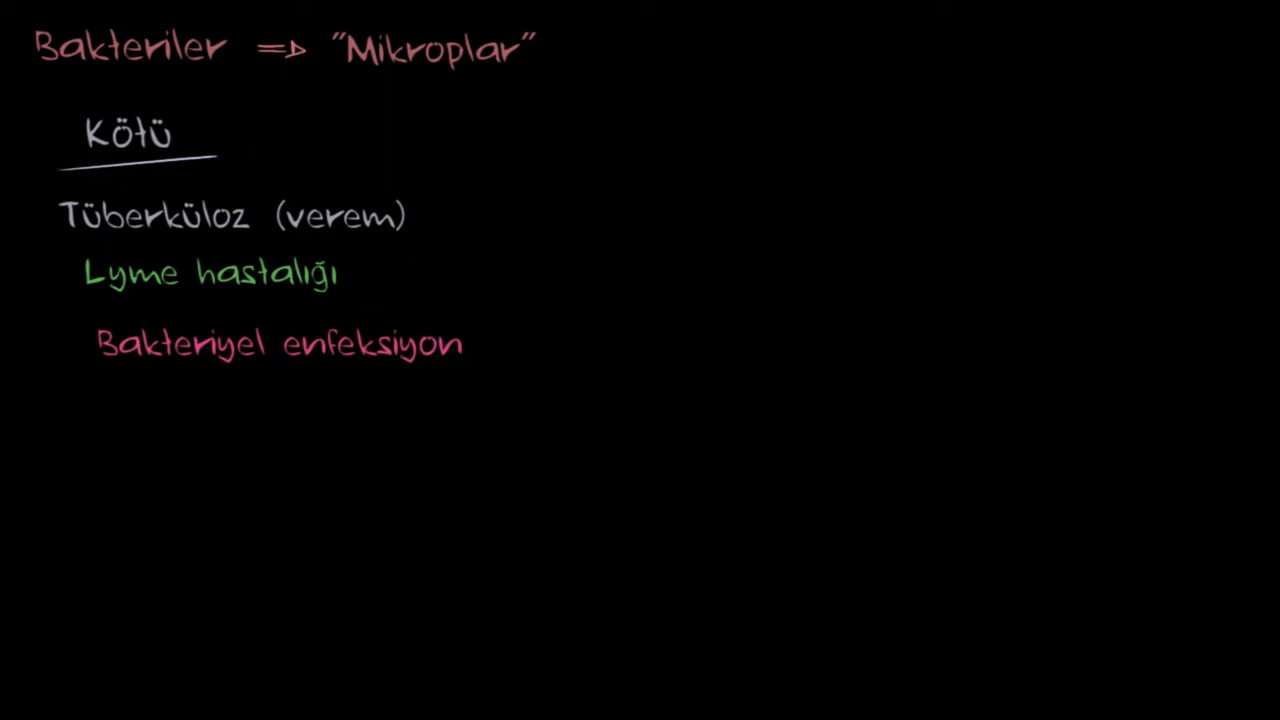 Bakteriler => "Mikroplar"
Kötü
Tüberküloz (verem)
Lyme hastalığı
Bakteriyel enfeksiyon